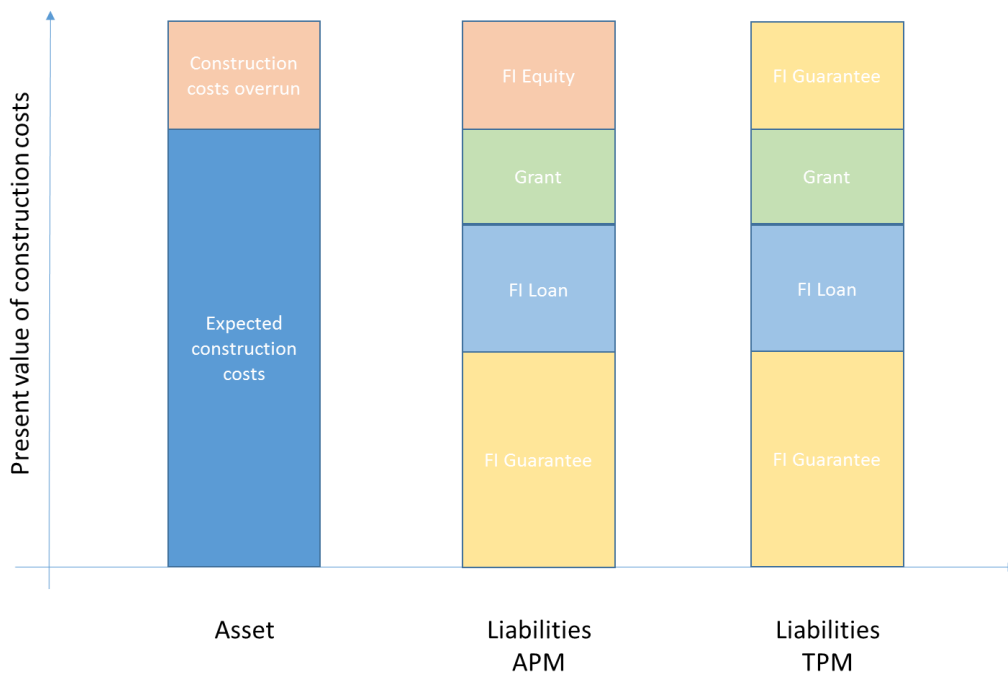 Present value of construction costs
Construction
costs overrun
Expected
construction
costs
FI Equity
Grant
FI Loan
FI Guarantee
FI Guarantee
Grant
FI Loan
FI Guarantee
Asset
Liabilities
APM
Liabilities
TPM